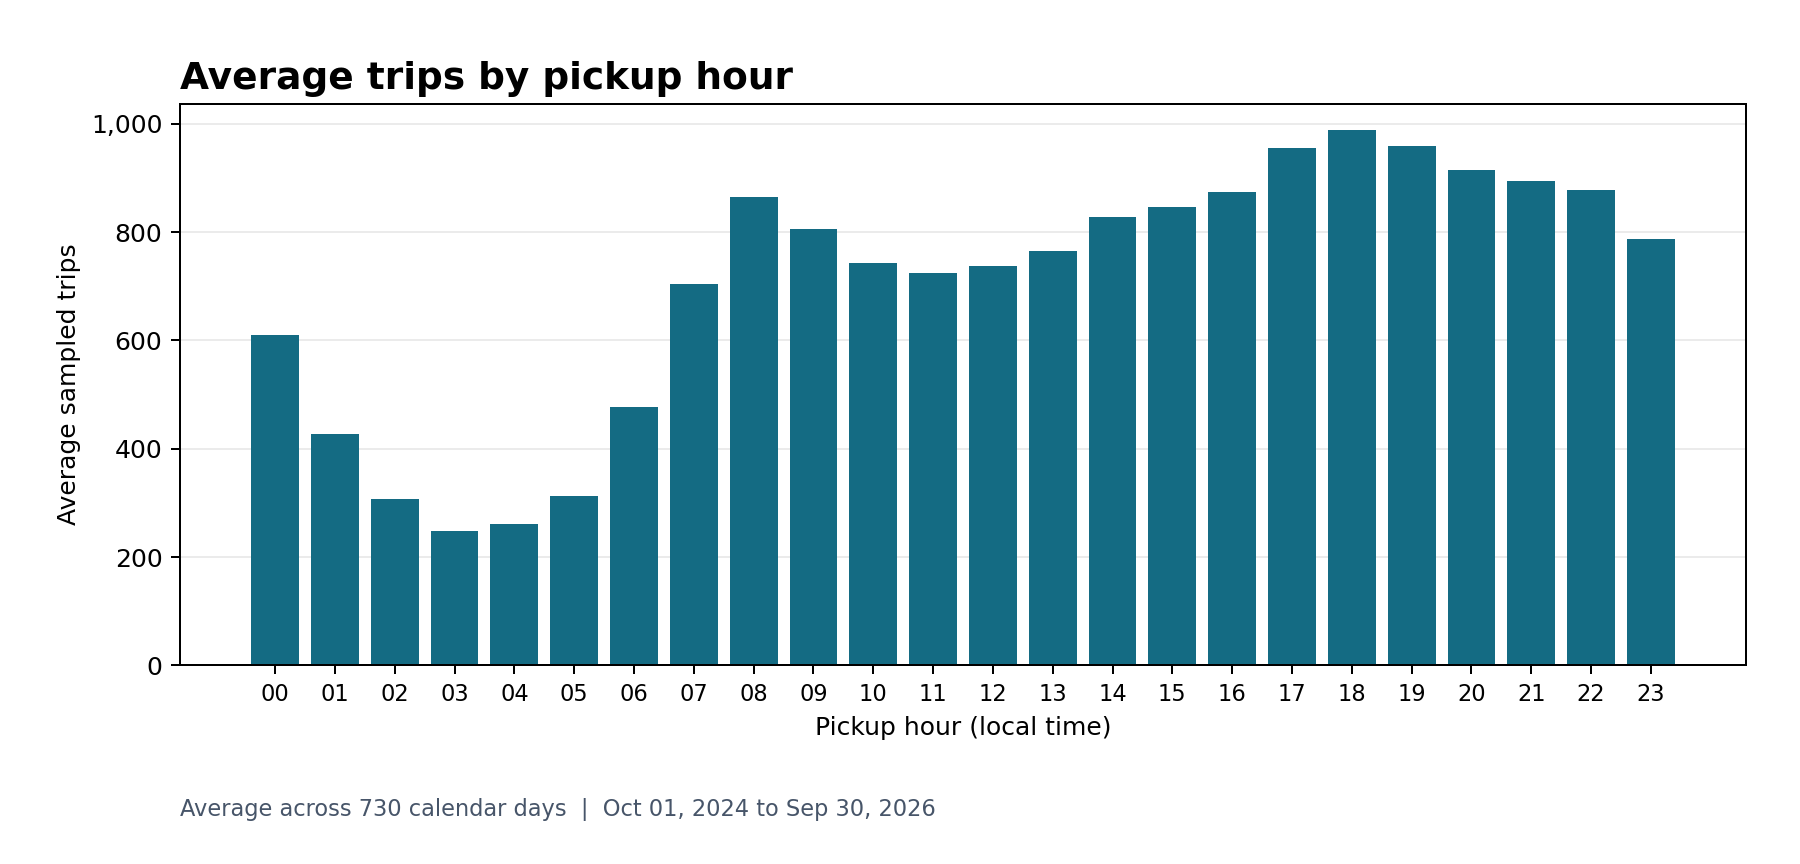 Average trips by pickup hour
Average sampled trips
1,000
800
600
400
200
0
00 01 02 03 04 05 06 07 08 09 10 11 12 13 14 15 16 17 18 19 20 21 22 23
Pickup hour (local time)
Average across 730 calendar days | Oct 01, 2024 to Sep 30, 2026